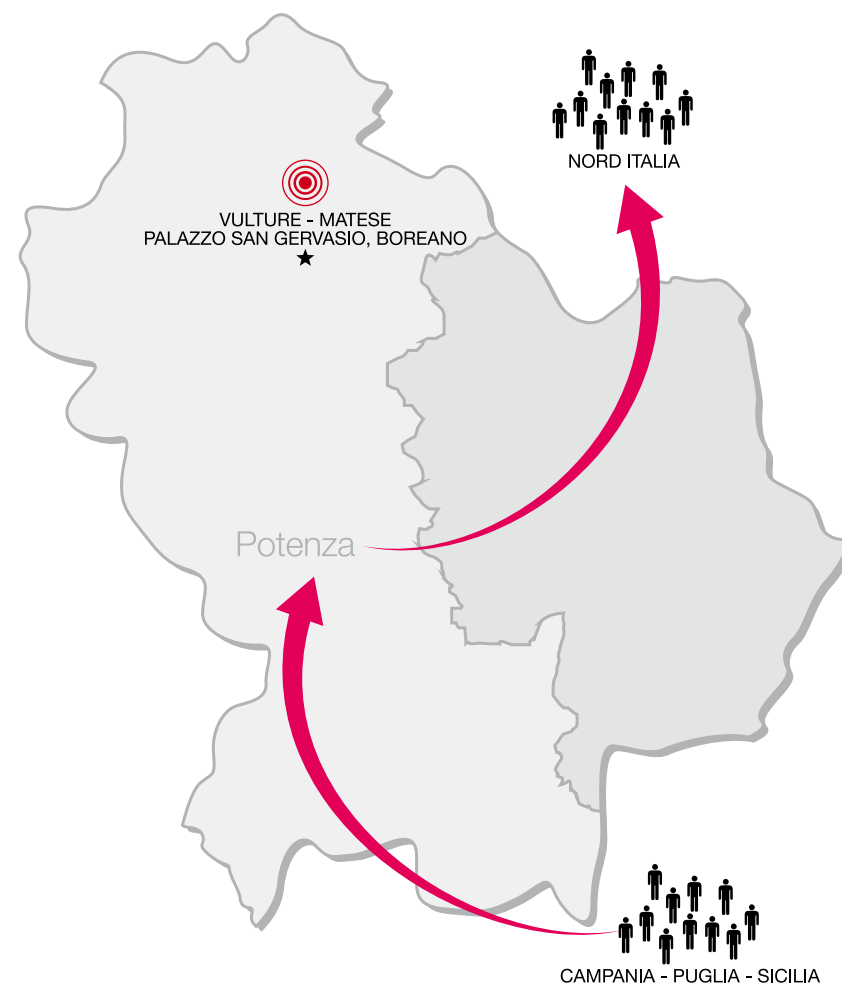 NORD ITALIA
VULTURE - MATESE
PALAZZO SAN GERVASIO, BOREANO
Potenza
CAMPANIA - PUGLIA - SICILIA